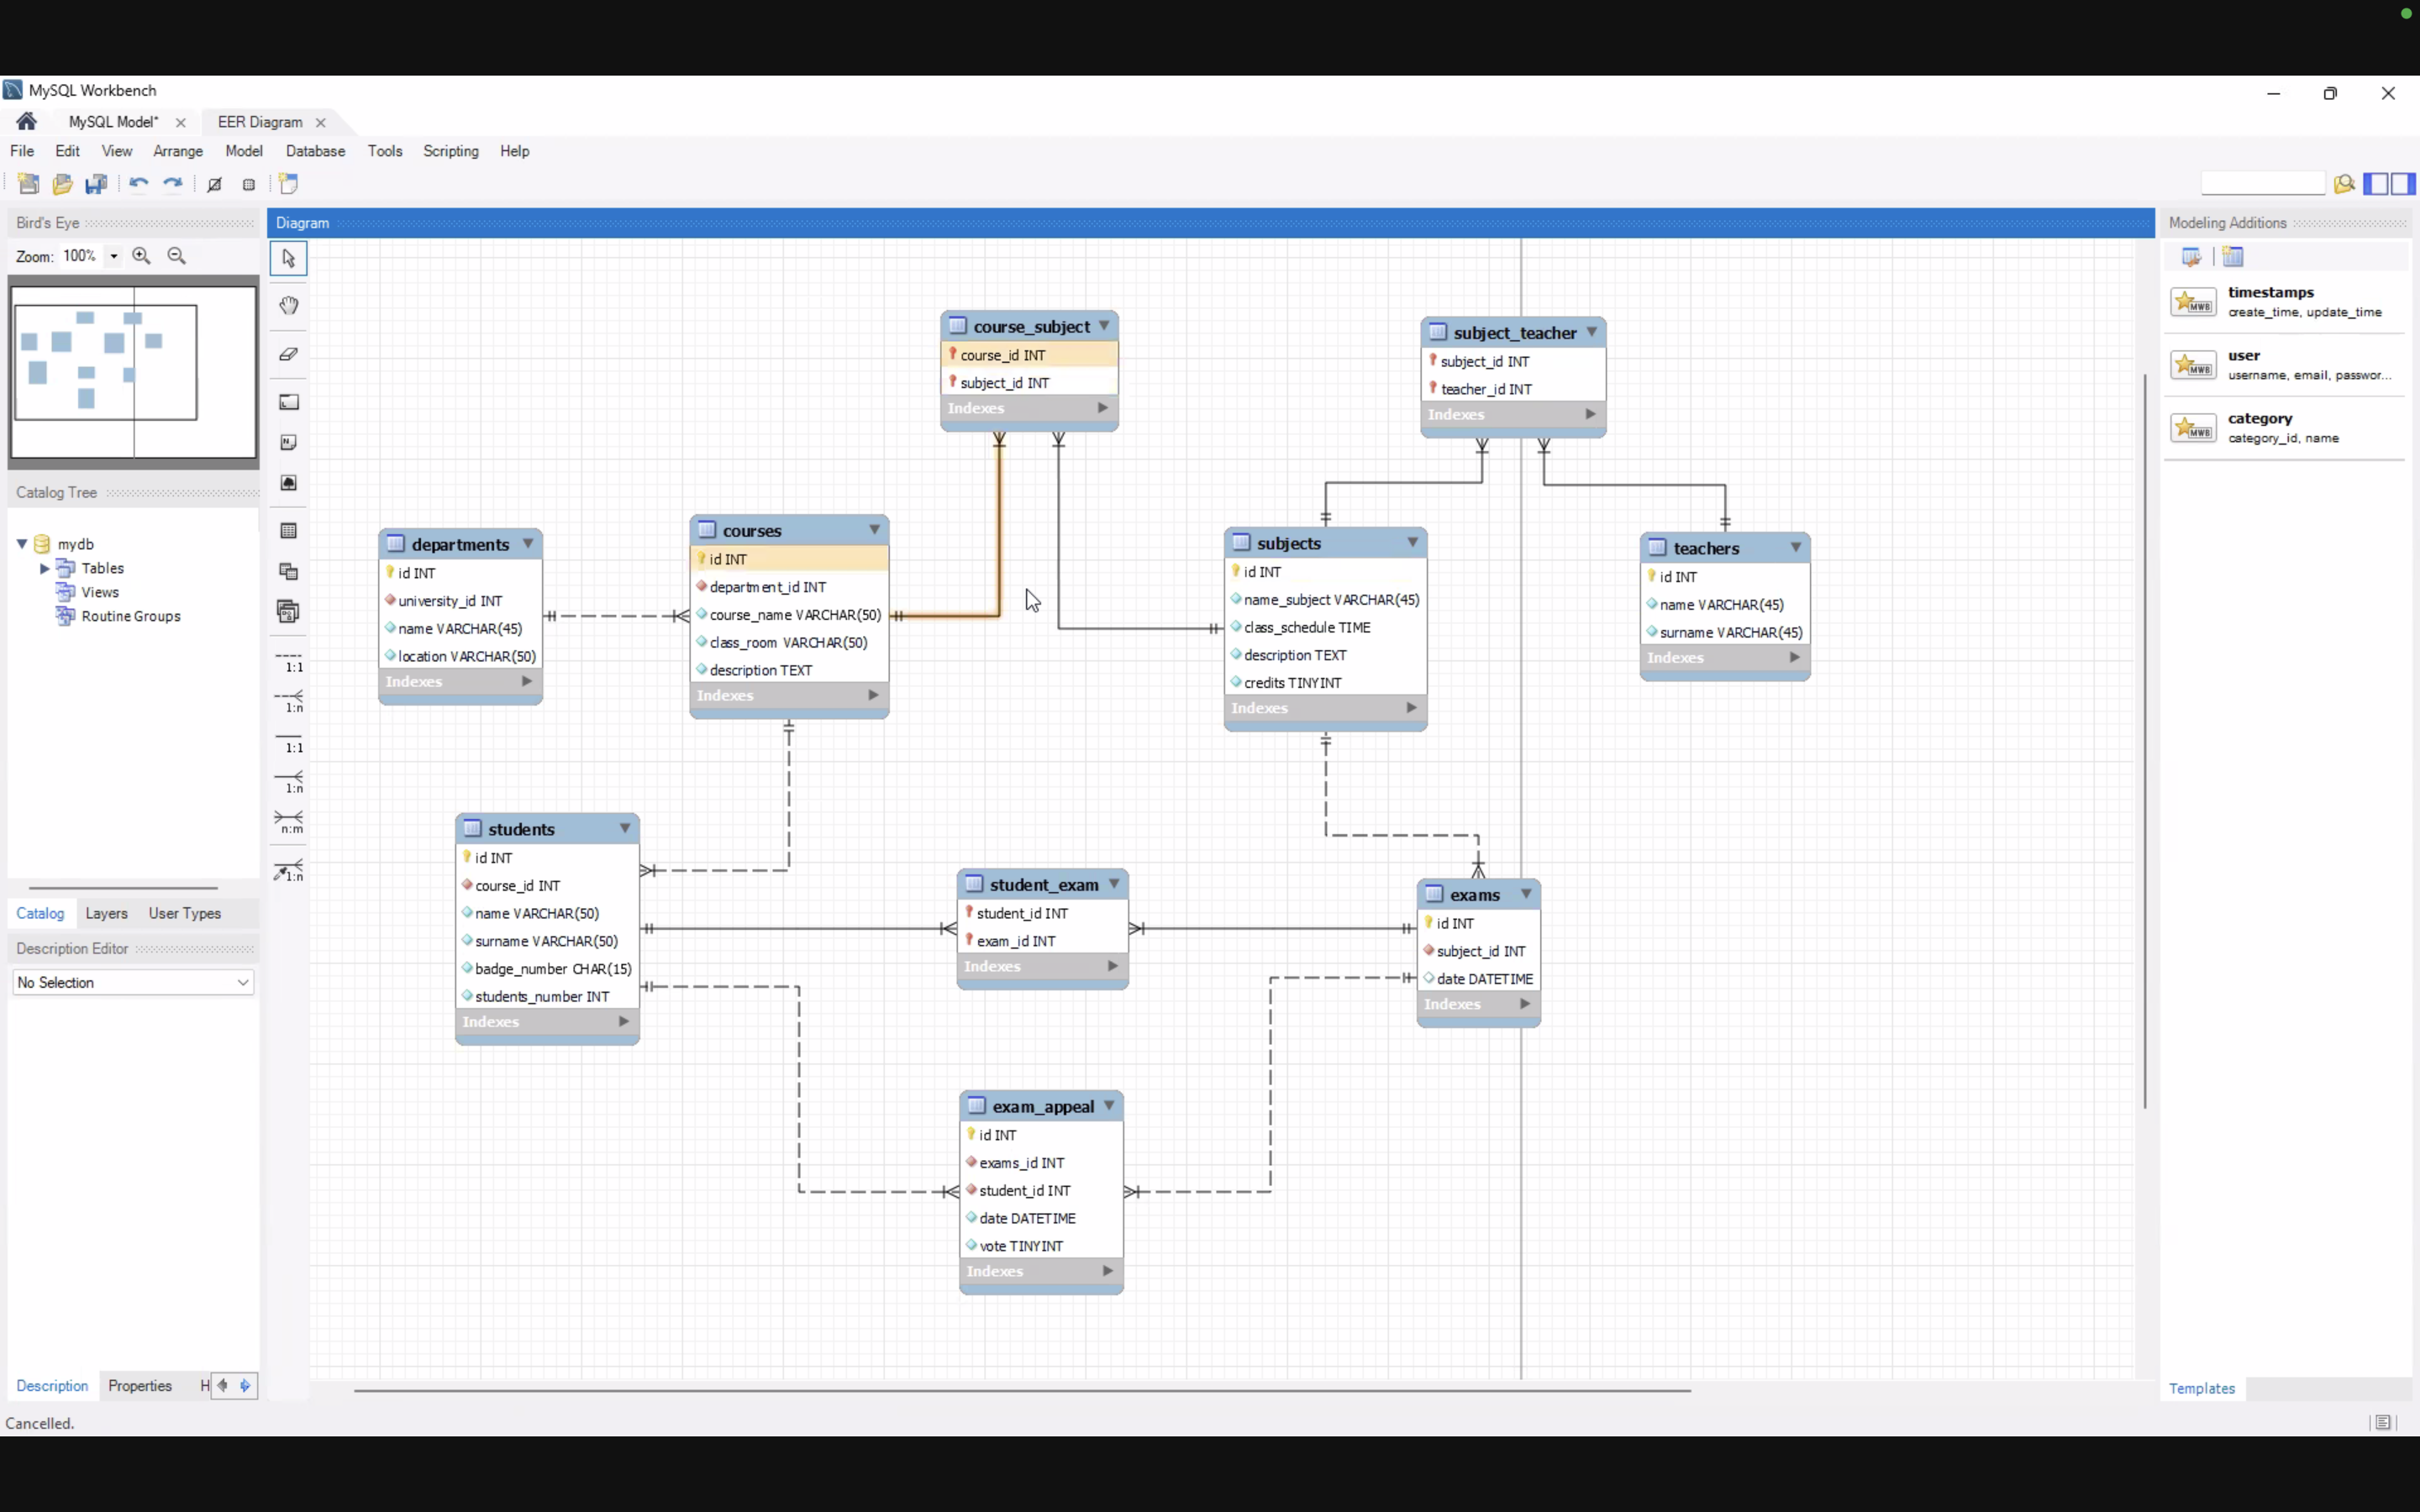 MySQL Workbench
MySQL Model*
EER Diagram
File Edit View Arrange Model Database Tools Scripting Help
Bird's Eye
Zoom: 100%
Catalog Tree
mydb
Tables
Views
Routine Groups
Catalog Layers User Types
Description Editor
No Selection
Description Properties H
Cancelled.
Diagram
1:1
1:n
1:1
1:n
n:m
1:n
course_subject
course_id INT
subject_id INT
Indexes
subject_teacher
subject_id INT
teacher_id INT
Indexes
departments
id INT
university_id INT
name VARCHAR(45)
location VARCHAR(50)
Indexes
courses
id INT
department_id INT
course_name VARCHAR(50)
class_room VARCHAR(50)
description TEXT
Indexes
subjects
id INT
name_subject VARCHAR(45)
class_schedule TIME
description TEXT
credits TINYINT
Indexes
teachers
id INT
name VARCHAR(45)
surname VARCHAR(45)
Indexes
students
id INT
course_id INT
name VARCHAR(50)
surname VARCHAR(50)
badge_number CHAR(15)
students_number INT
Indexes
student_exam
student_id INT
exam_id INT
Indexes
exams
id INT
subject_id INT
date DATETIME
Indexes
exam_appeal
id INT
exams_id INT
student_id INT
date DATETIME
vote TINYINT
Indexes
Modeling Additions
MWB
timestamps
create_time, update_time
MWB
user
username, email, passwor...
MWB
category
category_id, name
Templates